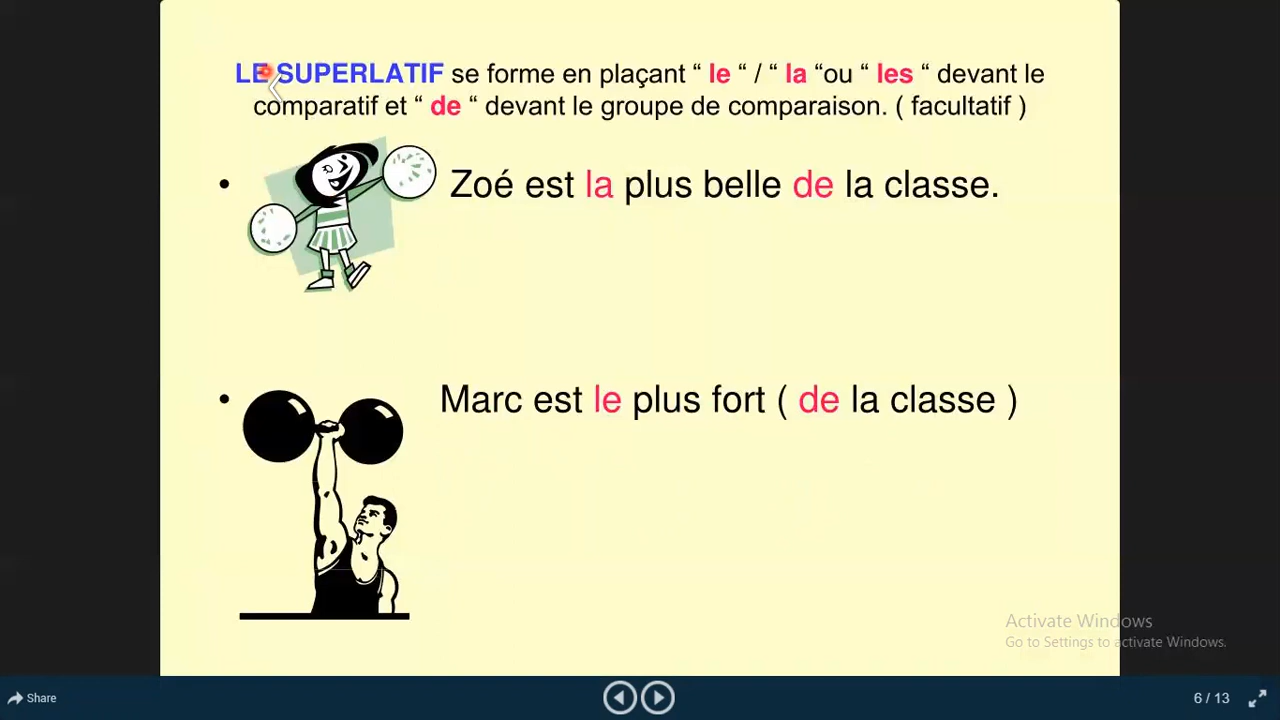 LE SUPERLATIF se forme en plaçant “ le “ / “ la “ou “ les “ devant le
comparatif et “ de “ devant le groupe de comparaison. ( facultatif )
• Zoé est la plus belle de la classe.
• Marc est le plus fort ( de la classe )
Activate Windows
Go to Settings to activate Windows.
Share
6 / 13